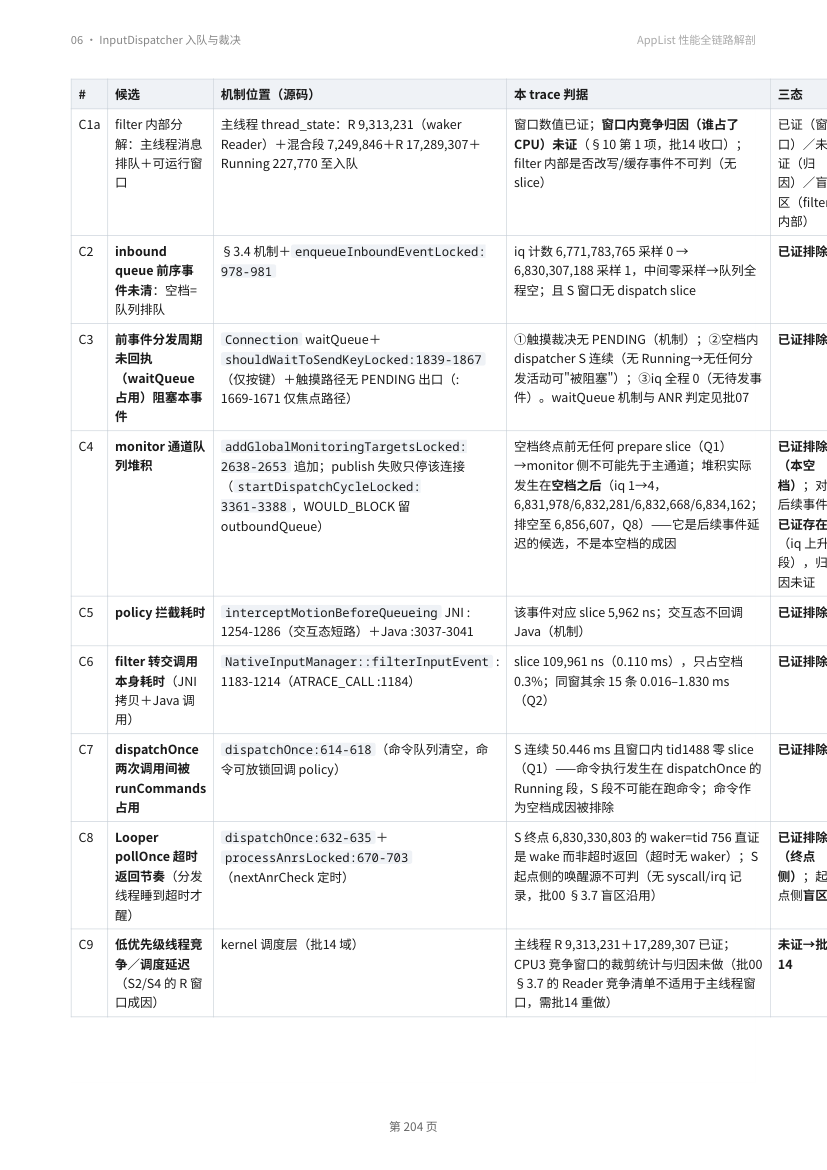 06 · InputDispatcher 入队与裁决
AppList 性能全链路解剖
#
候选
机制位置（源码）
本 trace 判据
三态
C1a
filter 内部分
解：主线程消息
排队＋可运行窗
口
主线程 thread_state：R 9,313,231（waker
Reader）＋混合段 7,249,846＋R 17,289,307＋
Running 227,770 至入队
窗口数值已证；窗口内竞争归因（谁占了
CPU）未证（§10 第 1 项，批14 收口）；
filter 内部是否改写/缓存事件不可判（无
slice）
已证（窗
口）／未
证（归
因）／盲
区（filter
内部）
C2
inbound
queue 前序事
件未清：空档=
队列排队
§3.4 机制＋enqueueInboundEventLocked:
978-981
iq 计数 6,771,783,765 采样 0→
6,830,307,188 采样 1，中间零采样→队列全
程空；且 S 窗口无 dispatch slice
已证排除
C3
前事件分发周期
未回执
（waitQueue
占用）阻塞本事
件
Connection waitQueue＋
shouldWaitToSendKeyLocked:1839-1867
（仅按键）＋触摸路径无 PENDING 出口（:
1669-1671 仅焦点路径）
①触摸裁决无 PENDING（机制）；②空档内
dispatcher S 连续（无 Running→无任何分
发活动可"被阻塞"）；③iq 全程 0（无待发事
件）。waitQueue 机制与 ANR 判定见批07
已证排除
C4
monitor 通道队
列堆积
addGlobalMonitoringTargetsLocked:
2638-2653 追加；publish 失败只停该连接
（startDispatchCycleLocked:
3361-3388，WOULD_BLOCK 留
outboundQueue）
空档终点前无任何 prepare slice（Q1）
→monitor 侧不可能先于主通道；堆积实际
发生在空档之后（iq 1→4，
6,831,978/6,832,281/6,832,668/6,834,162；
排空至 6,856,607，Q8）——它是后续事件延
迟的候选，不是本空档的成因
已证排除
（本空
档）；对
后续事件
已证存在
（iq 上升
段），归
因未证
C5
policy 拦截耗时
interceptMotionBeforeQueueing JNI :
1254-1286（交互态短路）＋Java :3037-3041
该事件对应 slice 5,962 ns；交互态不回调
Java（机制）
已证排除
C6
filter 转交调用
本身耗时（JNI
拷贝＋Java 调
用）
NativeInputManager::filterInputEvent :
1183-1214（ATRACE_CALL :1184）
slice 109,961 ns（0.110 ms），只占空档
0.3%；同窗其余 15 条 0.016–1.830 ms
（Q2）
已证排除
C7
dispatchOnce
两次调用间被
runCommands
占用
dispatchOnce:614-618（命令队列清空，命
令可放锁回调 policy）
S 连续 50.446 ms 且窗口内 tid1488 零 slice
（Q1）——命令执行发生在 dispatchOnce 的
Running 段，S 段不可能在跑命令；命令作
为空档成因被排除
已证排除
C8
Looper
pollOnce 超时
返回节奏（分发
线程睡到超时才
醒）
dispatchOnce:632-635＋
processAnrsLocked:670-703
（nextAnrCheck 定时）
S 终点 6,830,330,803 的 waker=tid 756 直证
是 wake 而非超时返回（超时无 waker）；S
起点侧的唤醒源不可判（无 syscall/irq 记
录，批00 §3.7 盲区沿用）
已证排除
（终点
侧）；起
点侧盲区
C9
低优先级线程竞
争／调度延迟
（S2/S4 的 R 窗
口成因）
kernel 调度层（批14 域）
主线程 R 9,313,231＋17,289,307 已证；
CPU3 竞争窗口的裁剪统计与归因未做（批00
§3.7 的 Reader 竞争清单不适用于主线程窗
口，需批14 重做）
未证→批
14
第 204 页